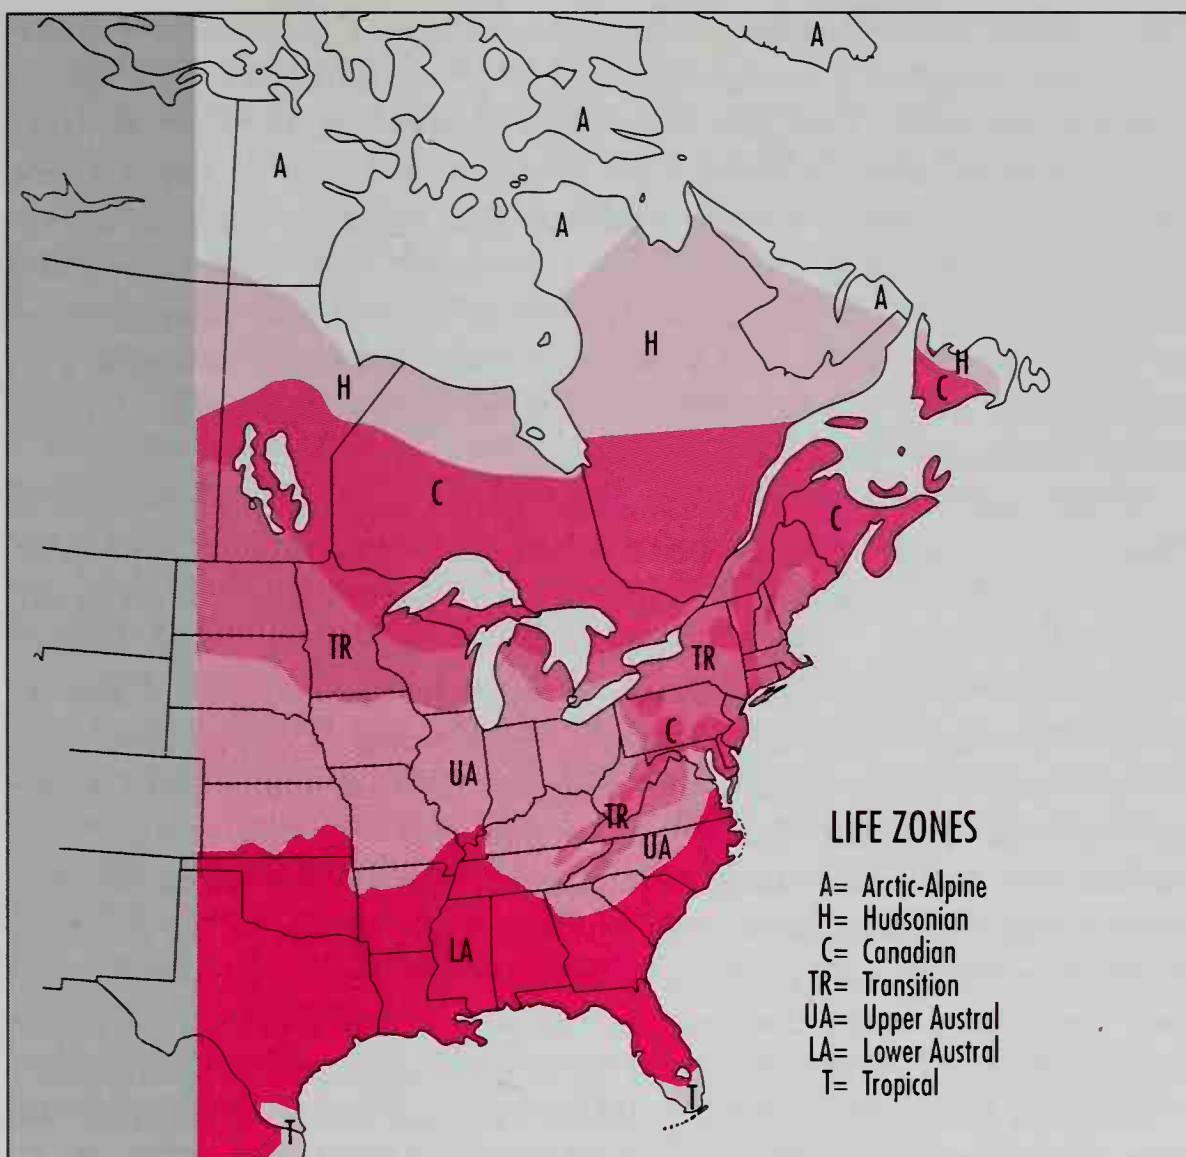 A
A
A
A
A
H
H
H
C
C
C
TR
TR
C
UA
TR
UA
LA
T
T
LIFE ZONES
A= Arctic-Alpine
H= Hudsonian
C= Canadian
TR= Transition
UA= Upper Austral
LA= Lower Austral
T= Tropical